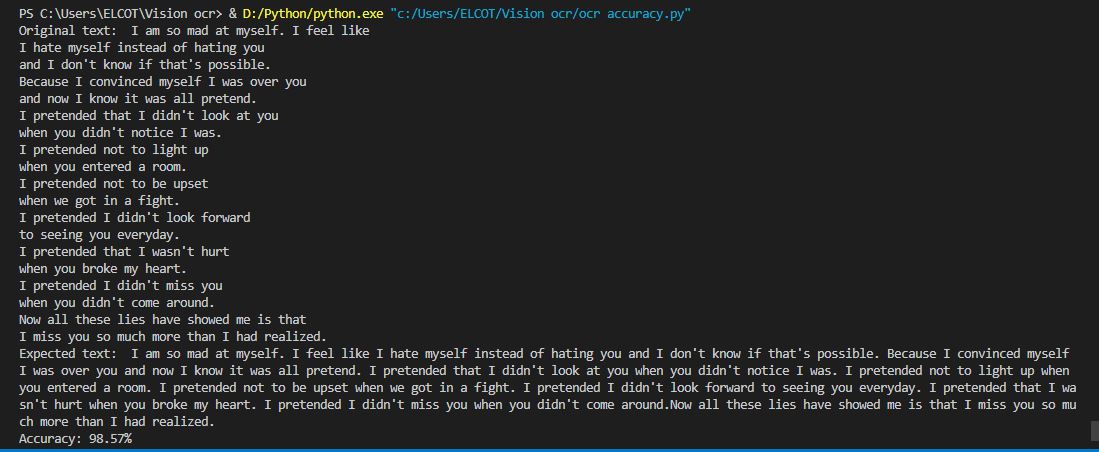 PS C:\Users\ELCOT\Vision ocr> & D:/Python/python.exe "c:/Users/ELCOT/Vision ocr/ocr accuracy.py"
Original text:  I am so mad at myself. I feel like
I hate myself instead of hating you
and I don't know if that's possible.
Because I convinced myself I was over you
and now I know it was all pretend.
I pretended that I didn't look at you
when you didn't notice I was.
I pretended not to light up
when you entered a room.
I pretended not to be upset
when we got in a fight.
I pretended I didn't look forward
to seeing you everyday.
I pretended that I wasn't hurt
when you broke my heart.
I pretended I didn't miss you
when you didn't come around.
Now all these lies have showed me is that
I miss you so much more than I had realized.
Expected text:  I am so mad at myself. I feel like I hate myself instead of hating you and I don't know if that's possible. Because I convinced myself
I was over you and now I know it was all pretend. I pretended that I didn't look at you when you didn't notice I was. I pretended not to light up when
you entered a room. I pretended not to be upset when we got in a fight. I pretended I didn't look forward to seeing you everyday. I pretended that I wa
sn't hurt when you broke my heart. I pretended I didn't miss you when you didn't come around.Now all these lies have showed me is that I miss you so mu
ch more than I had realized.
Accuracy: 98.57%